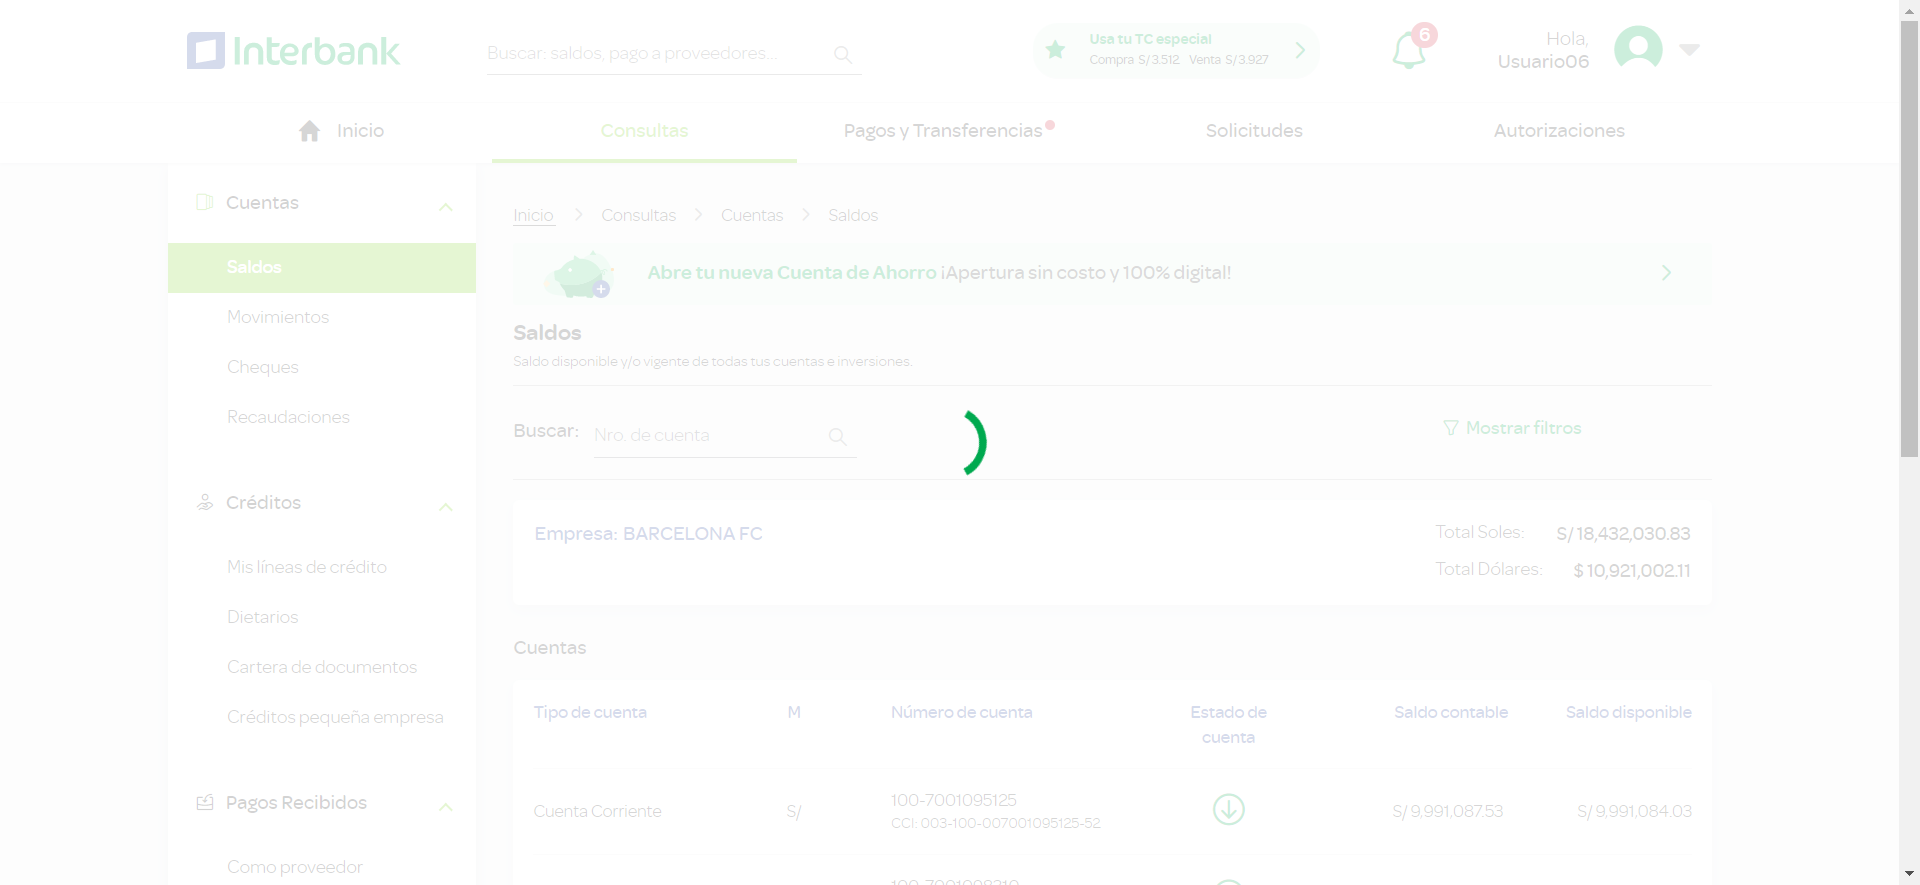 Interbank
Buscar: saldos, pago a proveedores...
Usa tu TC especial
Compra S/3.512 Venta S/3.927
6
Hola,
Usuario06
Inicio
Consultas
Pagos y Transferencias
Solicitudes
Autorizaciones
Cuentas
Saldos
Movimientos
Cheques
Recaudaciones
Créditos
Mis líneas de crédito
Dietarios
Cartera de documentos
Créditos pequeña empresa
Pagos Recibidos
Como proveedor
Inicio > Consultas > Cuentas > Saldos
Abre tu nueva Cuenta de Ahorro ¡Apertura sin costo y 100% digital!
Saldos
Saldo disponible y/o vigente de todas tus cuentas e inversiones.
Buscar: Nro. de cuenta
Mostrar filtros
Empresa: BARCELONA FC
Total Soles: S/ 18,432,030.83
Total Dólares: $ 10,921,002.11
Cuentas
Tipo de cuenta M Número de cuenta Estado de cuenta Saldo contable Saldo disponible
Cuenta Corriente S/ 100-7001095125 S/ 9,991,087.53 S/ 9,991,084.03
CCI: 003-100-007001095125-52